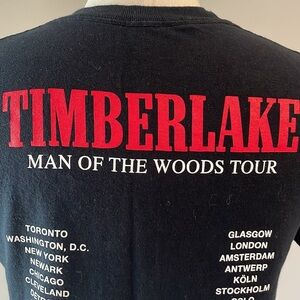 TIMBERLAKE
MAN OF THE WOODS TOUR
TORONTO
WASHINGTON, D.C.
NEW YORK
NEWARK
CHICAGO
CLEVELAND
GLASGOW
LONDON
AMSTERDAM
ANTWERP
KÖLN
STOCKHOLM